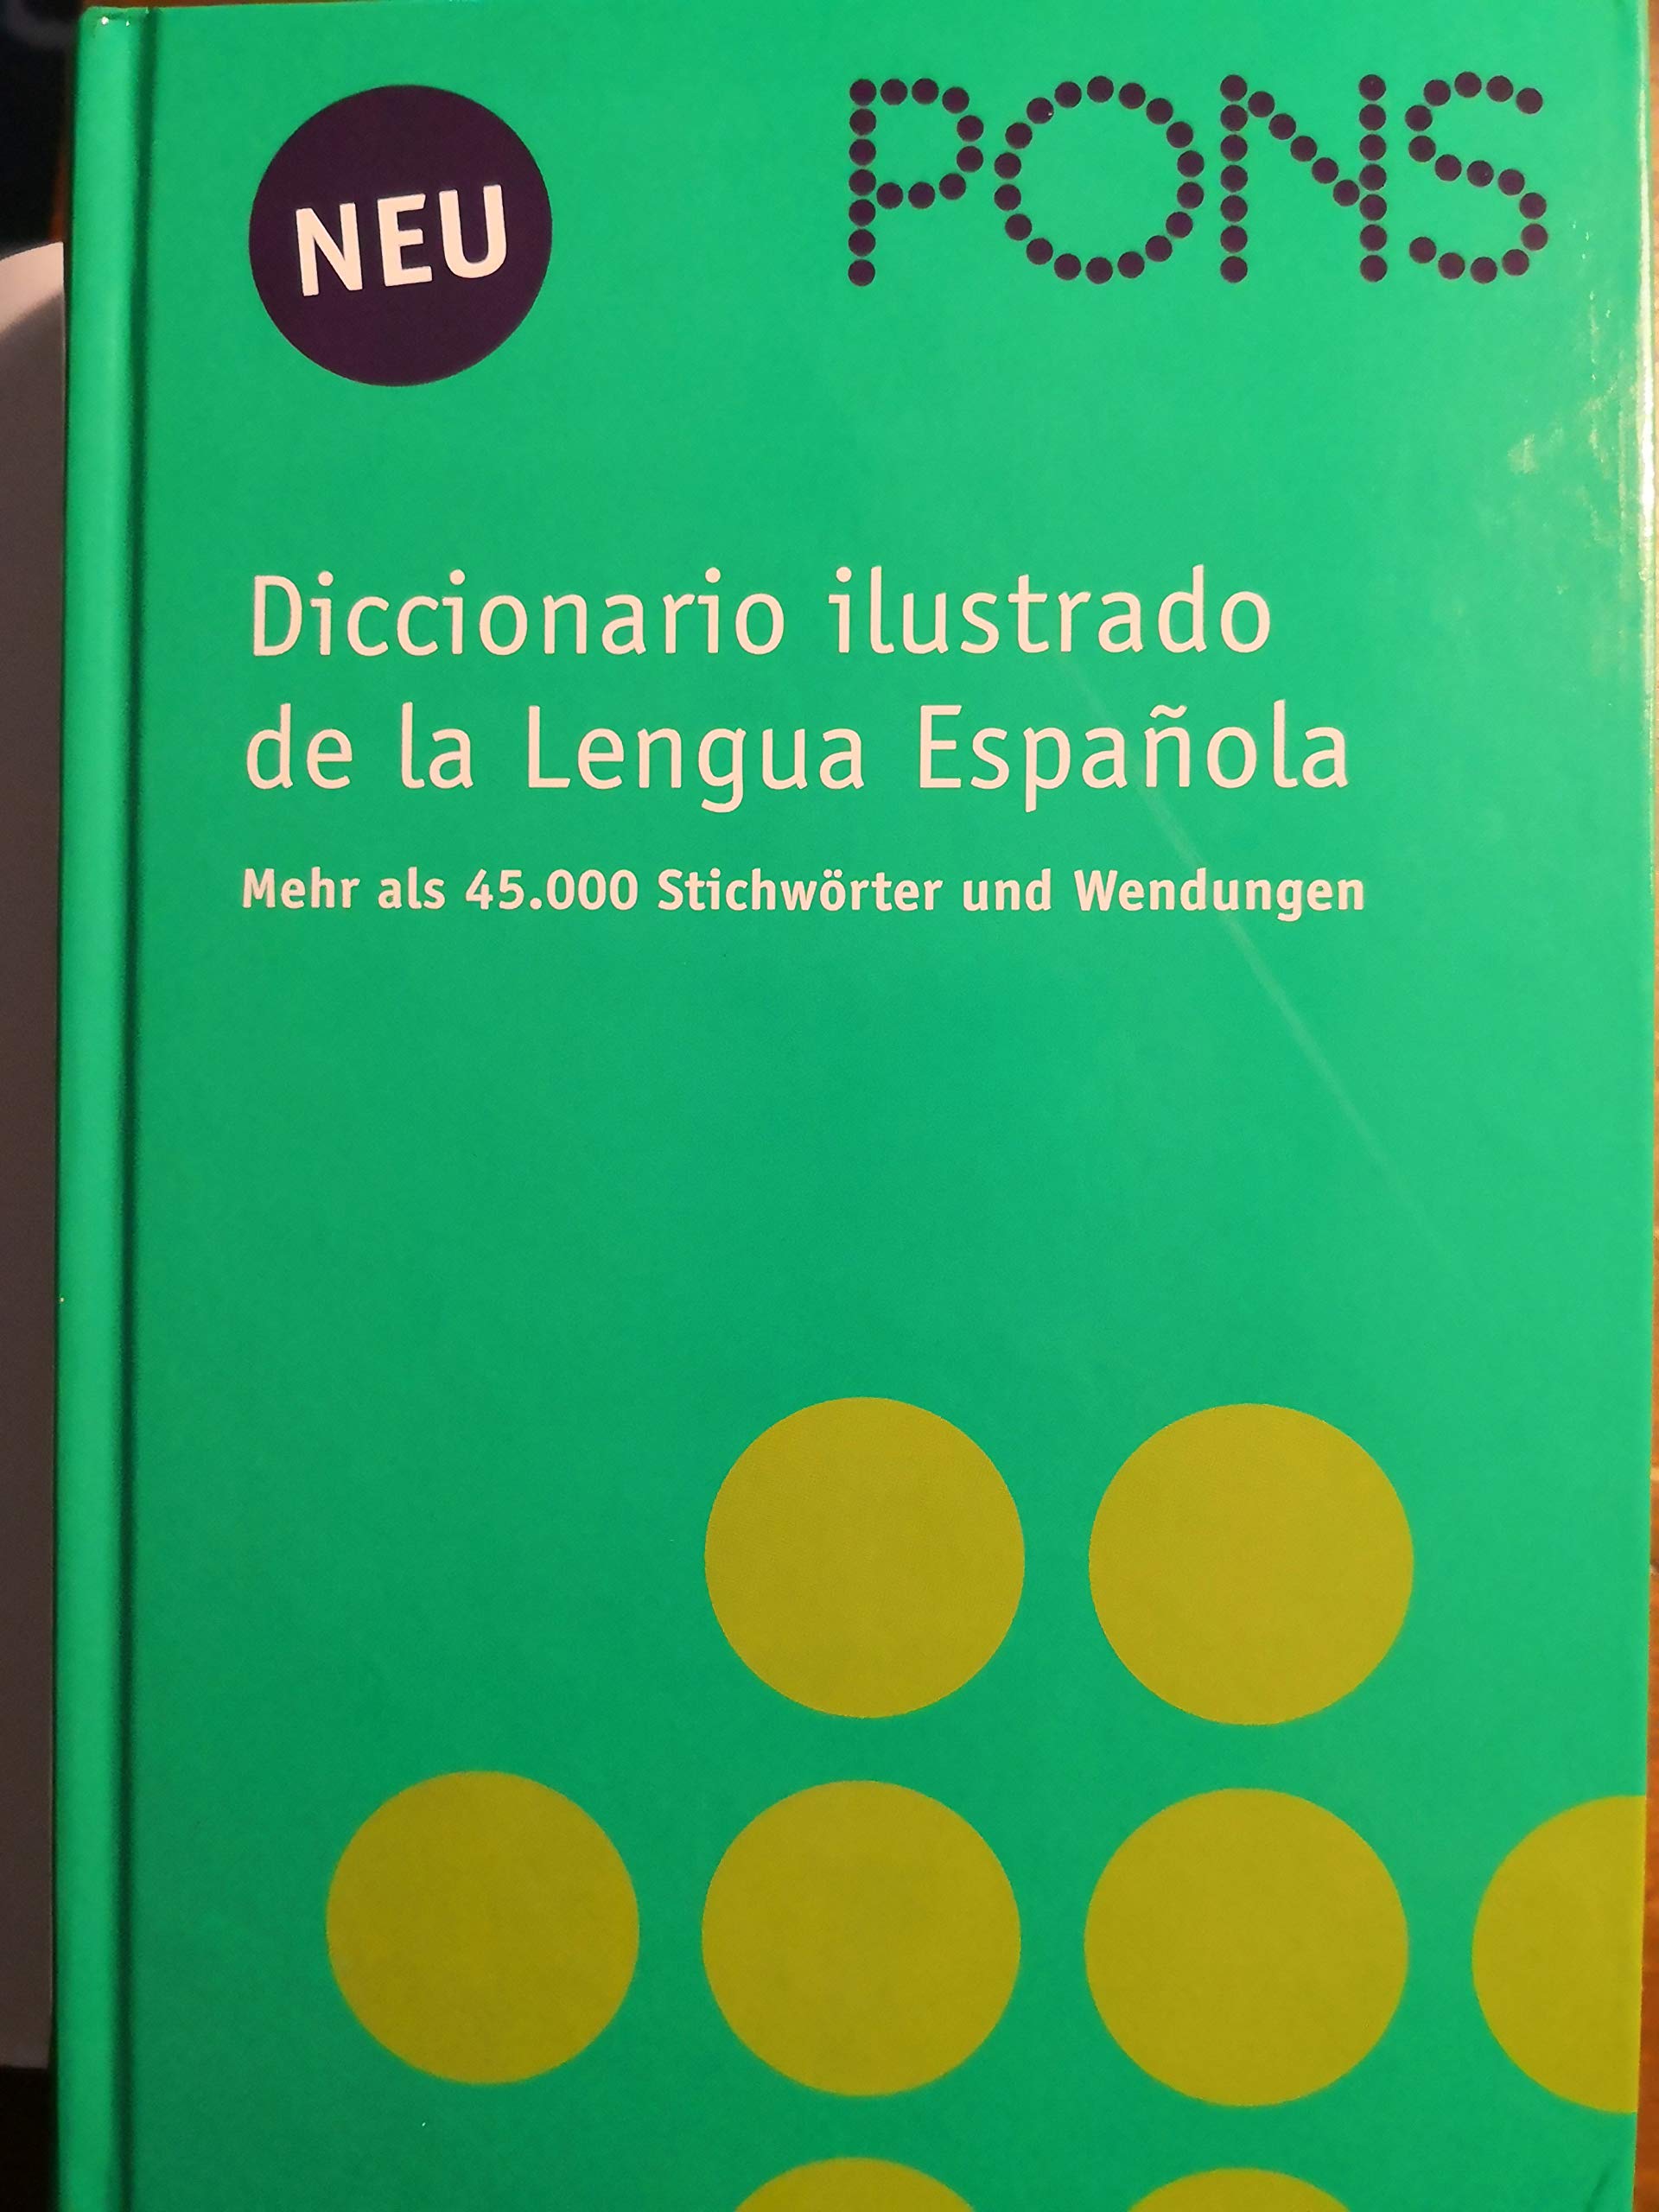 NEU
PONS
Diccionario ilustrado
de la Lengua Española
Mehr als 45.000 Stichwörter und Wendungen